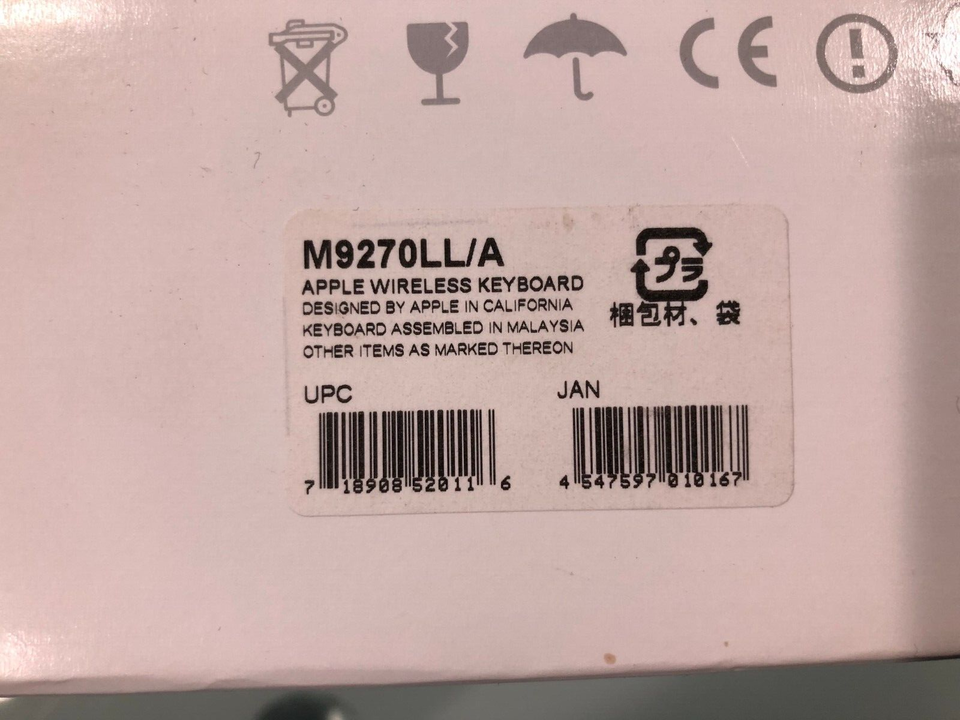 CE
M9270LL/A
APPLE WIRELESS KEYBOARD
DESIGNED BY APPLE IN CALIFORNIA
KEYBOARD ASSEMBLED IN MALAYSIA
OTHER ITEMS AS MARKED THEREON
プラ
梱包材、袋
UPC
7 18908 52011 6
JAN
4 547597 010167